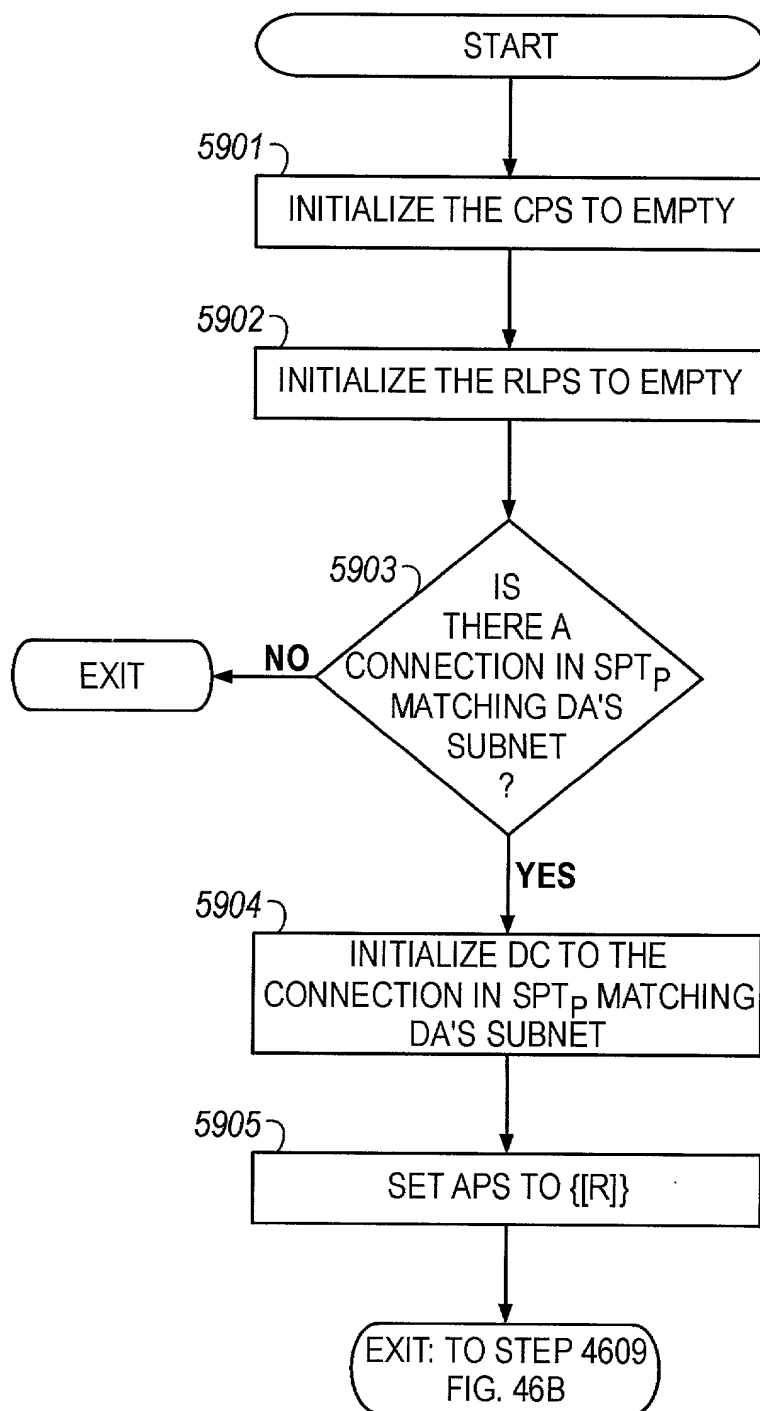 START
5901
INITIALIZE THE CPS TO EMPTY
5902
INITIALIZE THE RLPS TO EMPTY
5903
IS
THERE A
CONNECTION IN SPTP
MATCHING DA'S
SUBNET
?
NO
EXIT
YES
5904
INITIALIZE DC TO THE
CONNECTION IN SPTP MATCHING
DA'S SUBNET
5905
SET APS TO {[R]}
EXIT: TO STEP 4609
FIG. 46B